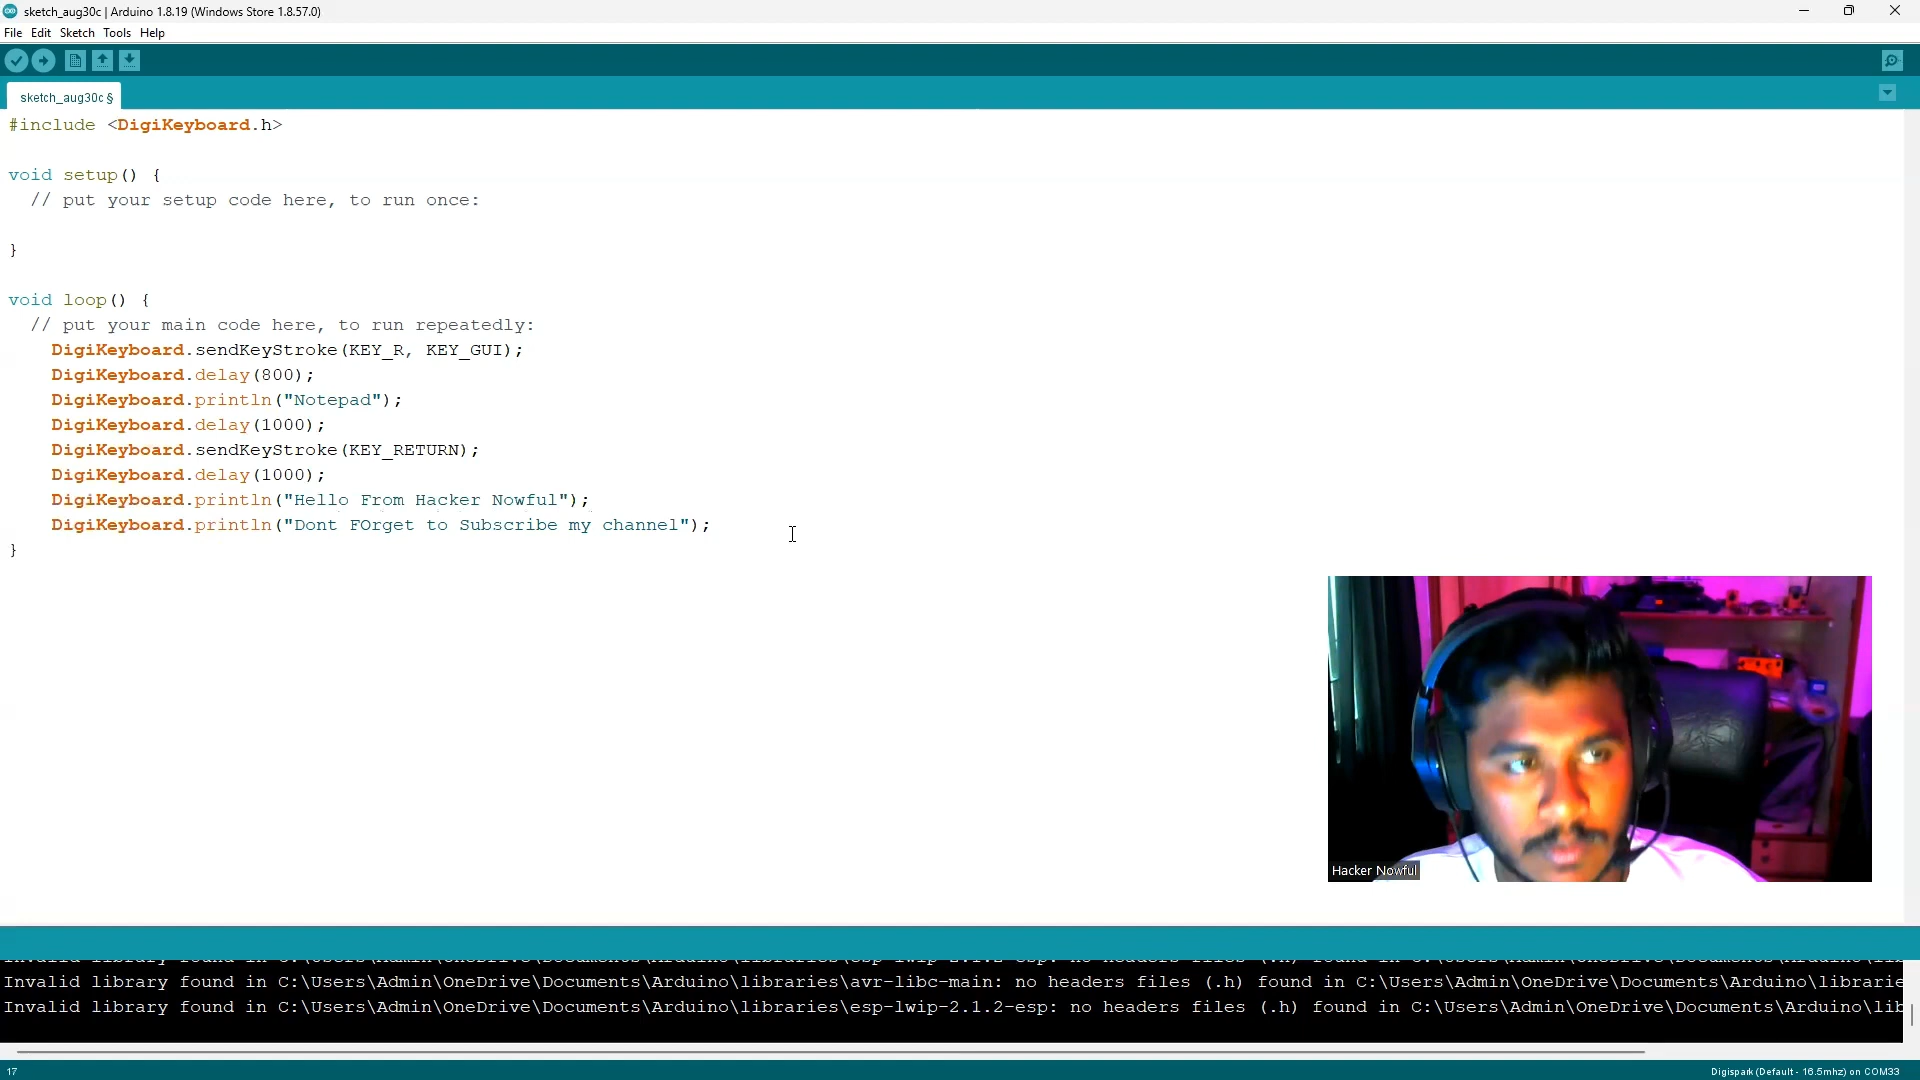 sketch_aug30c | Arduino 1.8.19 (Windows Store 1.8.57.0)
File Edit Sketch Tools Help
sketch_aug30c §
#include <DigiKeyboard.h>
void setup() {
// put your setup code here, to run once:
}
void loop() {
// put your main code here, to run repeatedly:
DigiKeyboard.sendKeyStroke(KEY_R, KEY_GUI);
DigiKeyboard.delay(800);
DigiKeyboard.println("Notepad");
DigiKeyboard.delay(1000);
DigiKeyboard.sendKeyStroke(KEY_RETURN);
DigiKeyboard.delay(1000);
DigiKeyboard.println("Hello From Hacker Nowful");
DigiKeyboard.println("Dont FOrget to Subscribe my channel");
}
Hacker Nowful
Invalid library found in C:\Users\Admin\OneDrive\Documents\Arduino\libraries\avr-libc-main: no headers files (.h) found in C:\Users\Admin\OneDrive\Documents\Arduino\librarie
Invalid library found in C:\Users\Admin\OneDrive\Documents\Arduino\libraries\esp-lwip-2.1.2-esp: no headers files (.h) found in C:\Users\Admin\OneDrive\Documents\Arduino\lib
17
Digispark (Default - 16.5mhz) on COM33